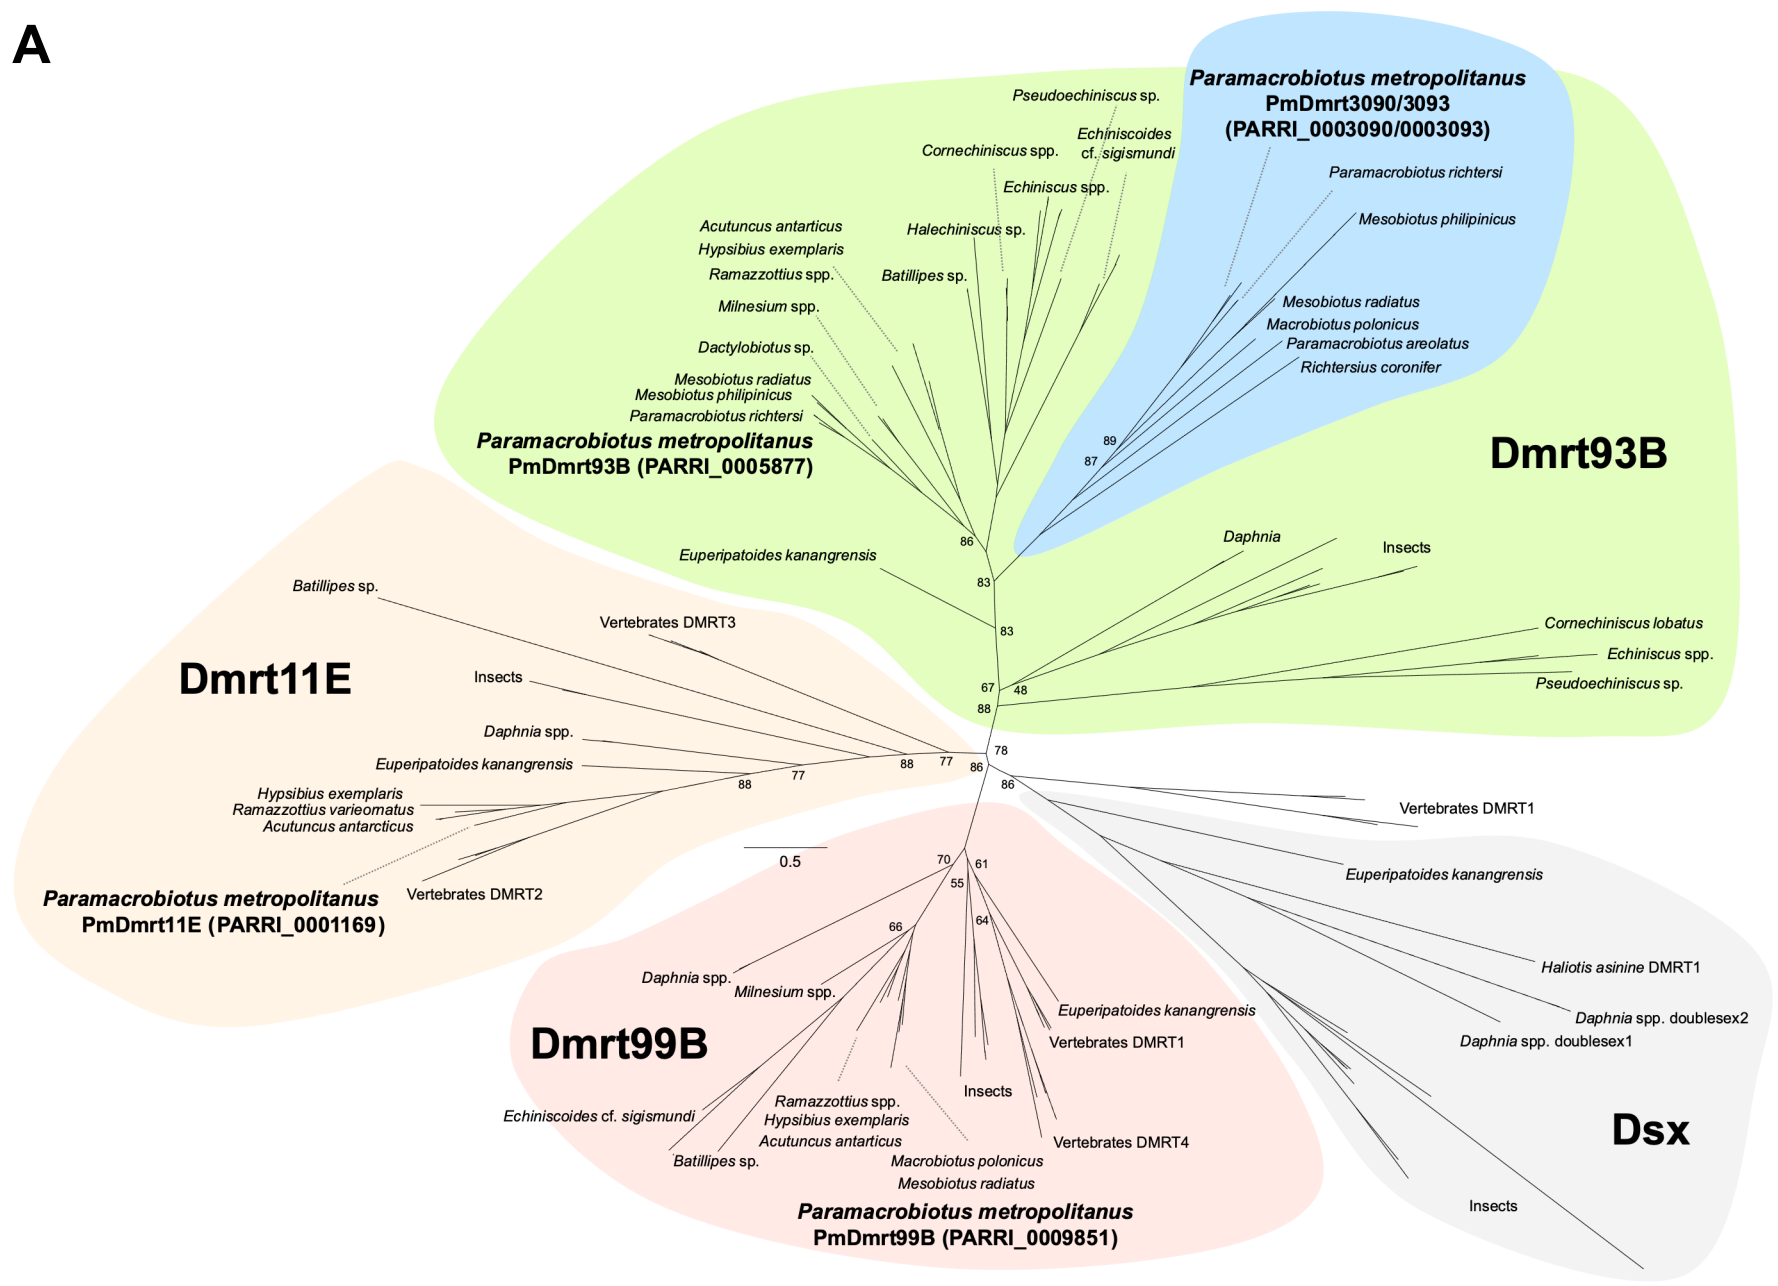 A
Paramacrobiotus metropolitanus
PmDmrt3090/3093
(PARRI_0003090/0003093)
Pseudoechiniscus sp.
Echiniscoides
cf. sigismundi
Cornechiniscus spp.
Echiniscus spp.
Paramacrobiotus richtersi
Mesobiotus philipinicus
Acutuncus antarticus
Halechiniscus sp.
Hypsibius exemplaris
Ramazzottius spp.
Batillipes sp.
Milnesium spp.
Mesobiotus radiatus
Macrobiotus polonicus
Paramacrobiotus areolatus
Richtersius coronifer
Dactylobiotus sp.
Mesobiotus radiatus
Mesobiotus philipinicus
Paramacrobiotus richtersi
Paramacrobiotus metropolitanus
PmDmrt93B (PARRI_0005877)
89
87
Dmrt93B
86
Euperipatoides kanangrensis
83
83
Daphnia
Insects
Cornechiniscus lobatus
Echiniscus spp.
Pseudoechiniscus sp.
67
48
88
Batillipes sp.
Vertebrates DMRT3
Dmrt11E
Insects
Daphnia spp.
Euperipatoides kanangrensis
Hypsibius exemplaris
Ramazzottius varieornatus
Acutuncus antarcticus
Paramacrobiotus metropolitanus
PmDmrt11E (PARRI_0001169)
Vertebrates DMRT2
88
77
88
77
78
86
86
Vertebrates DMRT1
0.5
Euperipatoides kanangrensis
Haliotis asinine DMRT1
Daphnia spp. doublesex2
Daphnia spp. doublesex1
Dsx
Insects
70
61
55
64
66
Daphnia spp.
Milnesium spp.
Dmrt99B
Euperipatoides kanangrensis
Vertebrates DMRT1
Insects
Vertebrates DMRT4
Echiniscoides cf. sigismundi
Batillipes sp.
Ramazzottius spp.
Hypsibius exemplaris
Acutuncus antarticus
Macrobiotus polonicus
Mesobiotus radiatus
Paramacrobiotus metropolitanus
PmDmrt99B (PARRI_0009851)